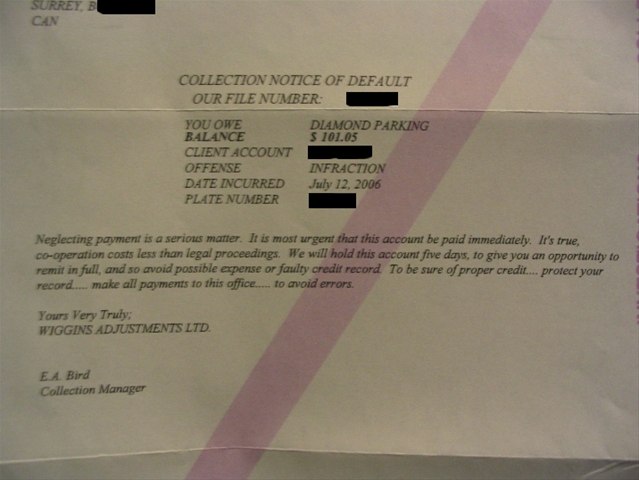 SURREY, B
CAN
COLLECTION NOTICE OF DEFAULT
OUR FILE NUMBER:
YOU OWE DIAMOND PARKING
BALANCE $ 101.05
CLIENT ACCOUNT
OFFENSE INFRACTION
DATE INCURRED July 12, 2006
PLATE NUMBER
Neglecting payment is a serious matter. It is most urgent that this account be paid immediately. It's true,
co-operation costs less than legal proceedings. We will hold this account five days, to give you an opportunity to
remit in full, and so avoid possible expense or faulty credit record. To be sure of proper credit.... protect your
record..... make all payments to this office..... to avoid errors.
Yours Very Truly;
WIGGINS ADJUSTMENTS LTD.
E.A. Bird
Collection Manager